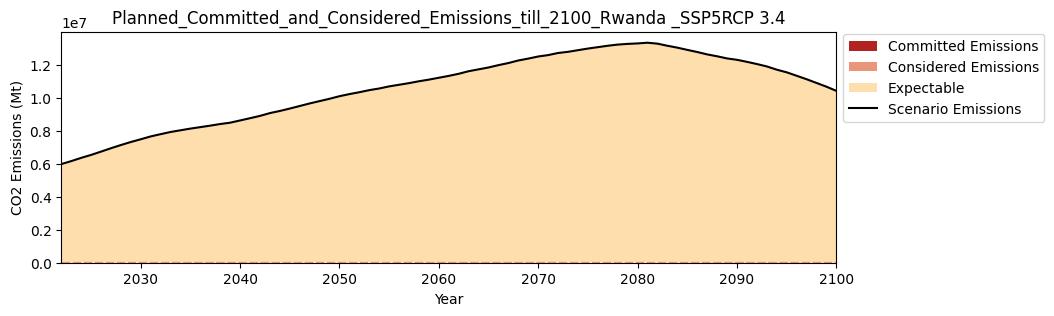 Planned_Committed_and_Considered_Emissions_till_2100_Rwanda _SSP5RCP 3.4
1e7
1.2
1.0
0.8
0.6
0.4
0.2
0.0
CO2 Emissions (Mt)
2030 2040 2050 2060 2070 2080 2090 2100
Year
Committed Emissions
Considered Emissions
Expectable
Scenario Emissions